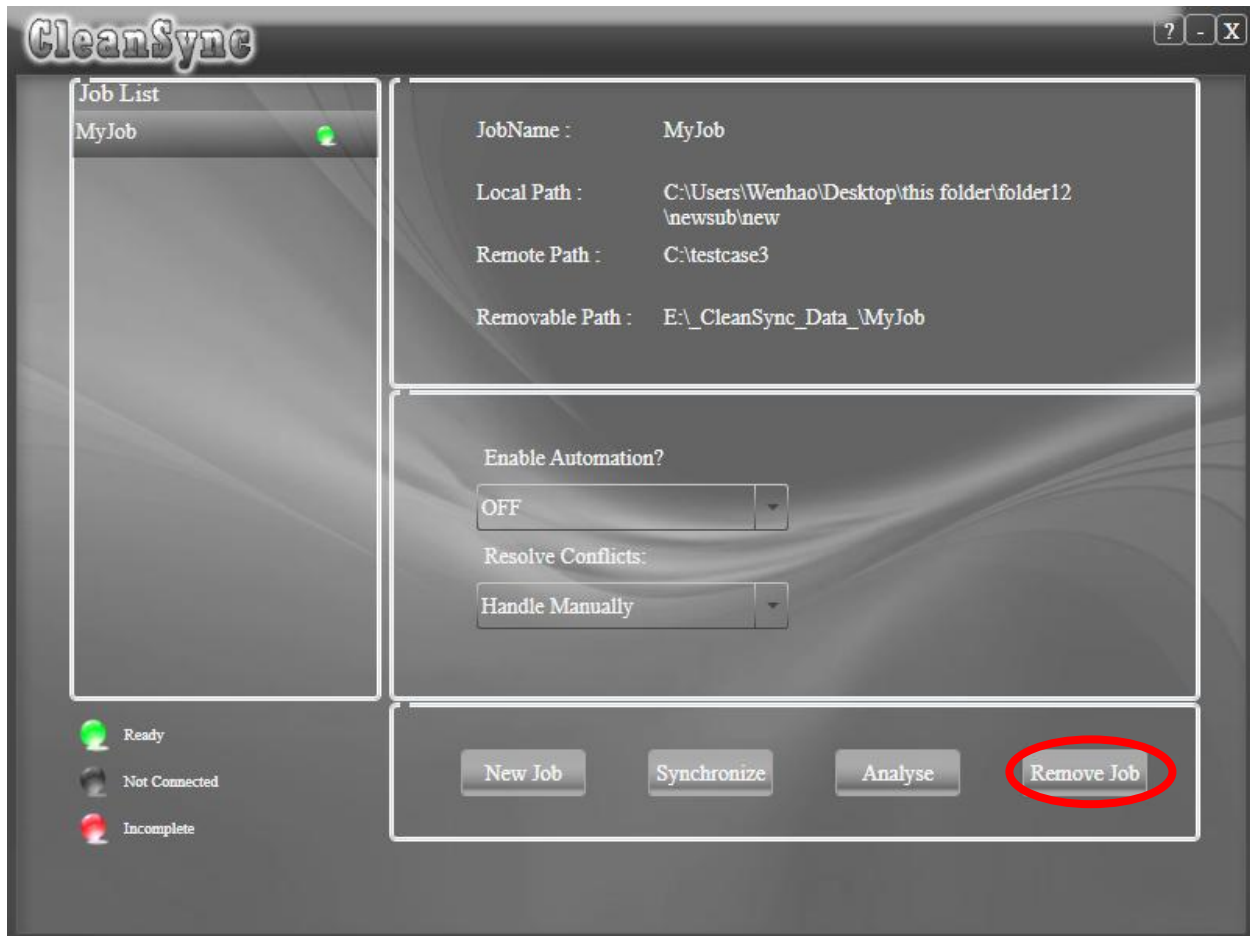 CleanSync
? - X
Job List
MyJob
JobName : MyJob
Local Path : C:\Users\Wenhao\Desktop\this folder\folder12
\newsub\new
Remote Path : C:\testcase3
Removable Path : E:\_CleanSync_Data_\MyJob
Enable Automation?
OFF
Resolve Conflicts:
Handle Manually
Ready
Not Connected
Incomplete
New Job Synchronize Analyse Remove Job